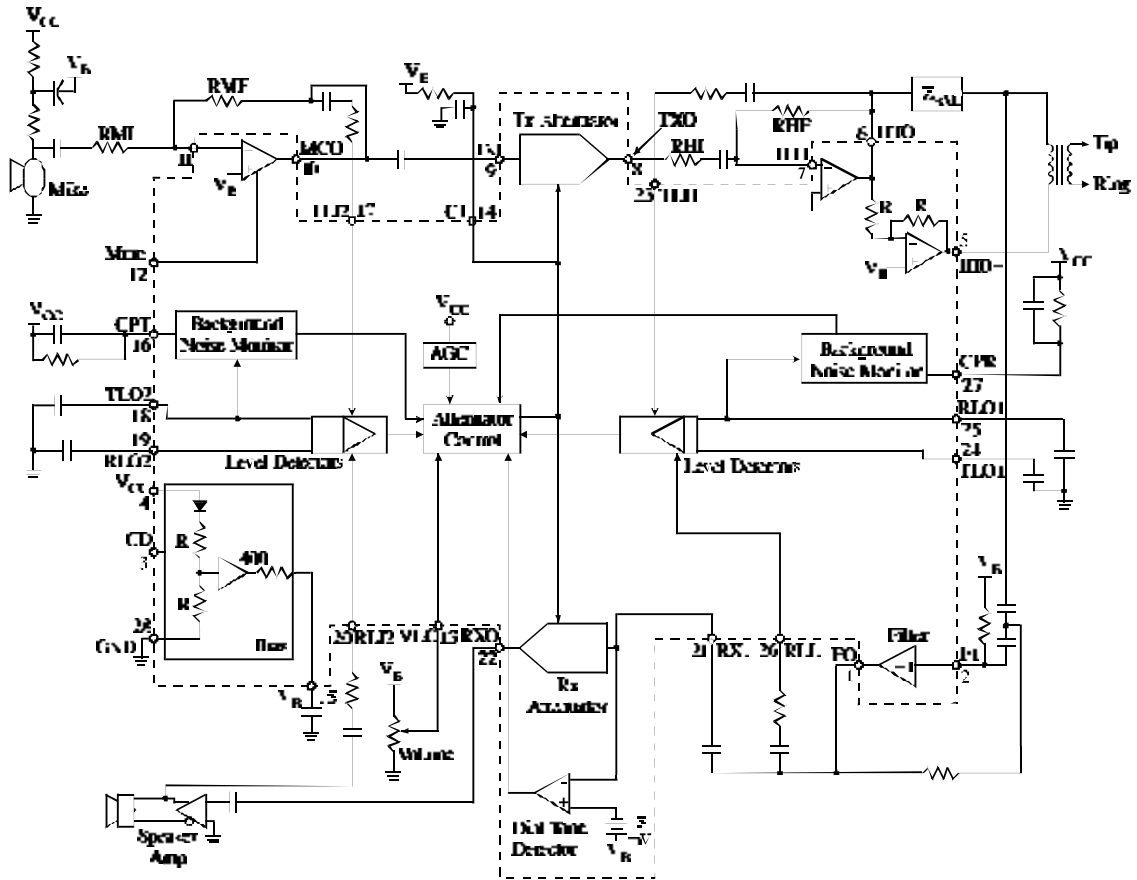 VCC
VB
RMF
VB
Tx Attenuator
RMI
MCO
10
11
TXI
9
TXO
8
RHI
RHF
HTI
7
HTO-
6
ZBAL
Tip
Ring
Mike
VB
TLI2 17
CT 14
23 TLI1
R
R
VB
5
HTO+
VCC
Mute
12
VCC
CPT
16
Background
Noise Monitor
VCC
AGC
Background
Noise Monitor
CPR
27
TLO2
18
19
RLO2
Level Detectors
Attenuator
Control
Level Detectors
RLO1
25
24
TLO1
VCC
4
CD
3
R
400
R
28
GND
Bias
VB
15
20 RLI2
VLC 13
RXO
22
VB
Volume
Rx
Attenuator
21 RXI
26 RLI1
FO
1
Filter
-1
FI
2
VB
Speaker
Amp
-
+
Dial Tone
Detector
VB